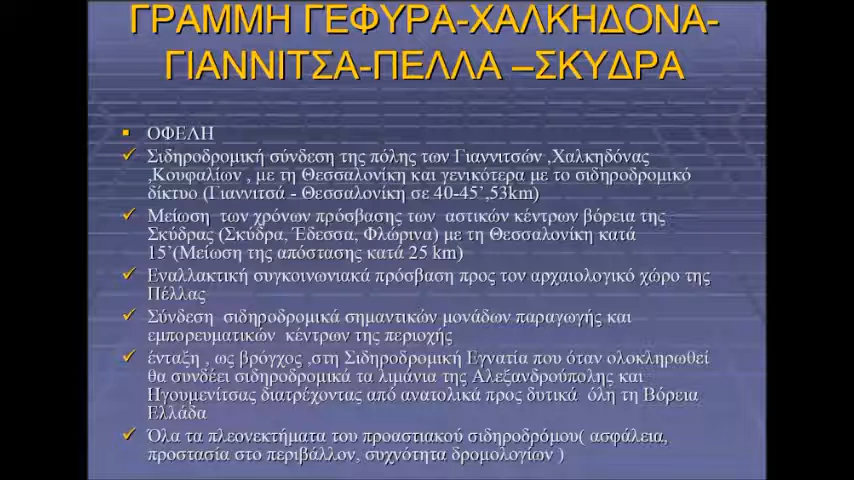 ΓΡΑΜΜΗ ΓΕΦΥΡΑ-ΧΑΛΚΗΔΟΝΑ-
ΓΙΑΝΝΙΤΣΑ-ΠΕΛΛΑ –ΣΚΥΔΡΑ
ΟΦΕΛΗ
Σιδηροδρομική σύνδεση της πόλης των Γιαννιτσών ,Χαλκηδόνας
,Κουφαλίων , με τη Θεσσαλονίκη και γενικότερα με το σιδηροδρομικό
δίκτυο (Γιαννιτσά - Θεσσαλονίκη σε 40-45’,53km)
Μείωση των χρόνων πρόσβασης των αστικών κέντρων βόρεια της
Σκύδρας (Σκύδρα, Έδεσσα, Φλώρινα) με τη Θεσσαλονίκη κατά
15’(Μείωση της απόστασης κατά 25 km)
Εναλλακτική συγκοινωνιακά πρόσβαση προς τον αρχαιολογικό χώρο της
Πέλλας
Σύνδεση σιδηροδρομικά σημαντικών μονάδων παραγωγής και
εμπορευματικών κέντρων της περιοχής
ένταξη , ως βρόγχος ,στη Σιδηροδρομική Εγνατία που όταν ολοκληρωθεί
θα συνδέει σιδηροδρομικά τα λιμάνια της Αλεξανδρούπολης και
Ηγουμενίτσας διατρέχοντας από ανατολικά προς δυτικά όλη τη Βόρεια
Ελλάδα
Όλα τα πλεονεκτήματα του προαστιακού σιδηροδρόμου( ασφάλεια,
προστασία στο περιβάλλον, συχνότητα δρομολογίων )